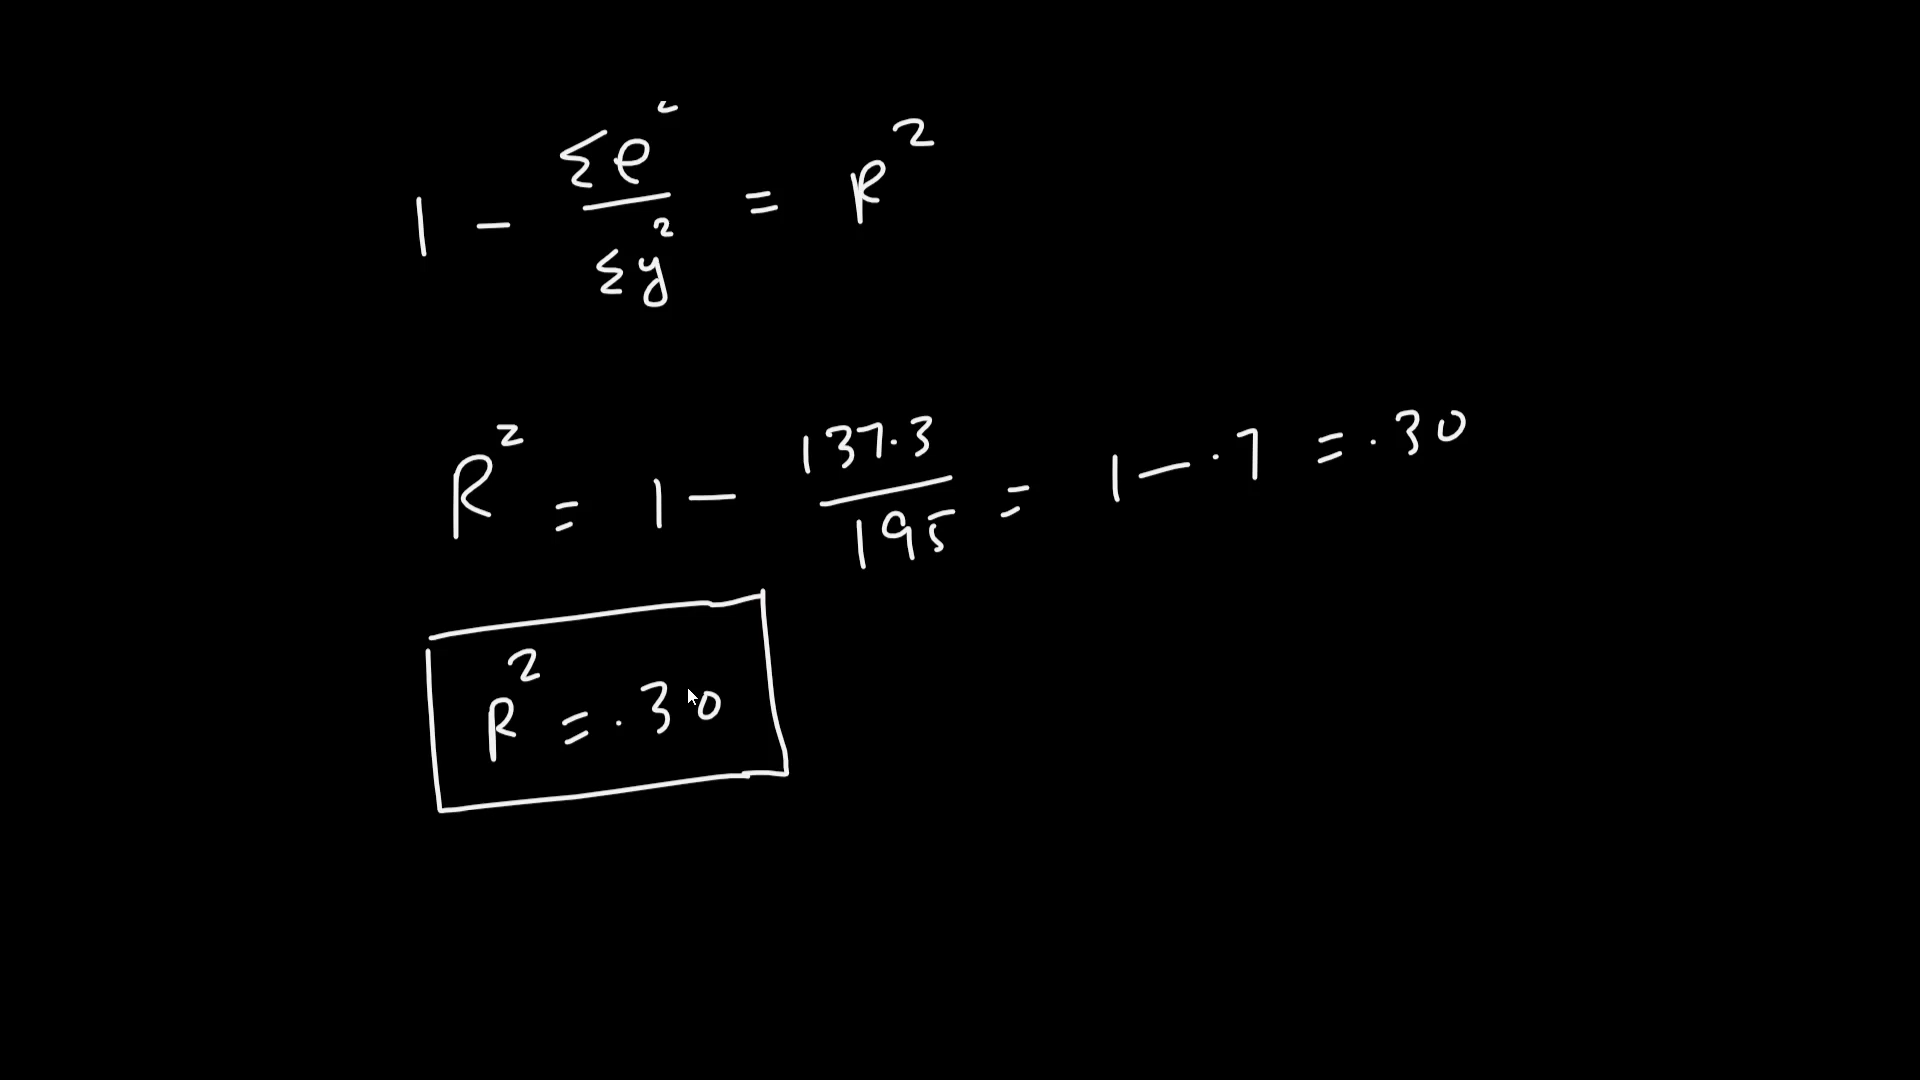 1 - Σe²/Σy² = R²
R² = 1 - 137.3/195 = 1 - .7 = .30
R² = .30